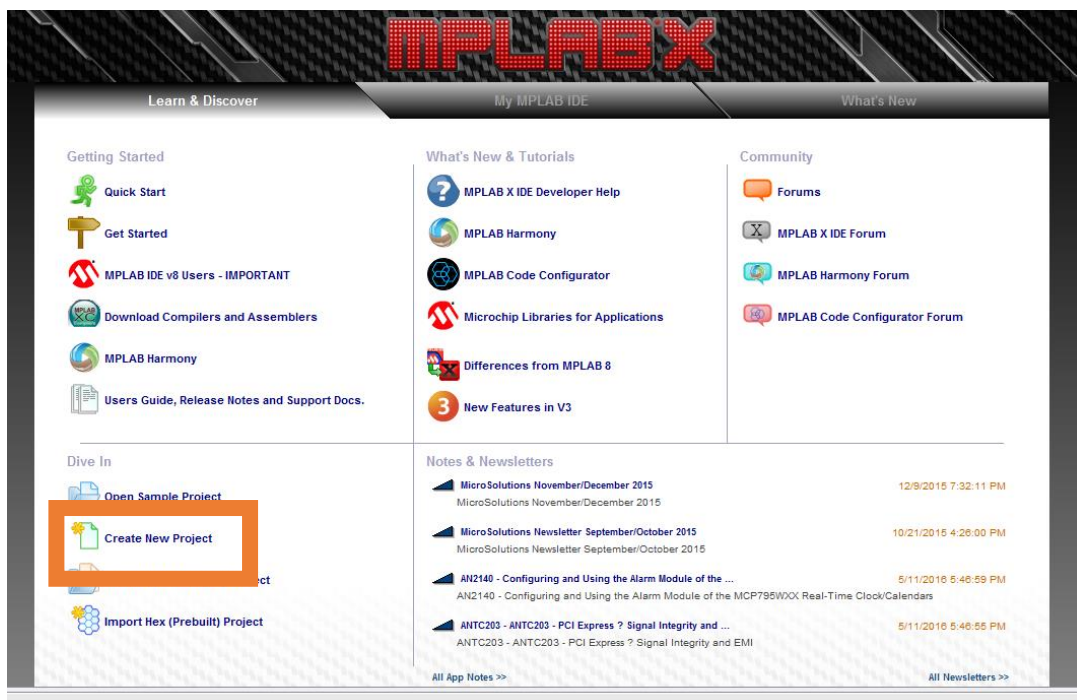 MPLAB X
Learn & Discover
My MPLAB IDE
What's New
Getting Started
Quick Start
Get Started
MPLAB IDE v8 Users - IMPORTANT
MPLAB XC Compilers
Download Compilers and Assemblers
MPLAB Harmony
Users Guide, Release Notes and Support Docs.
What's New & Tutorials
?
MPLAB X IDE Developer Help
MPLAB Harmony
MPLAB Code Configurator
Microchip Libraries for Applications
X
Differences from MPLAB 8
3
New Features in V3
Community
Forums
X
MPLAB X IDE Forum
MPLAB Harmony Forum
MPLAB Code Configurator Forum
Dive In
Open Sample Project
Create New Project
Import Hex (Prebuilt) Project
Notes & Newsletters
MicroSolutions November/December 2015 12/9/2015 7:32:11 PM
MicroSolutions November/December 2015
MicroSolutions Newsletter September/October 2015 10/21/2015 4:26:00 PM
MicroSolutions Newsletter September/October 2015
AN2140 - Configuring and Using the Alarm Module of the ... 5/11/2016 5:46:59 PM
AN2140 - Configuring and Using the Alarm Module of the MCP795WXX Real-Time Clock/Calendars
ANTC203 - ANTC203 - PCI Express ? Signal Integrity and ... 5/11/2016 5:46:55 PM
ANTC203 - ANTC203 - PCI Express ? Signal Integrity and EMI
All App Notes >>
All Newsletters >>